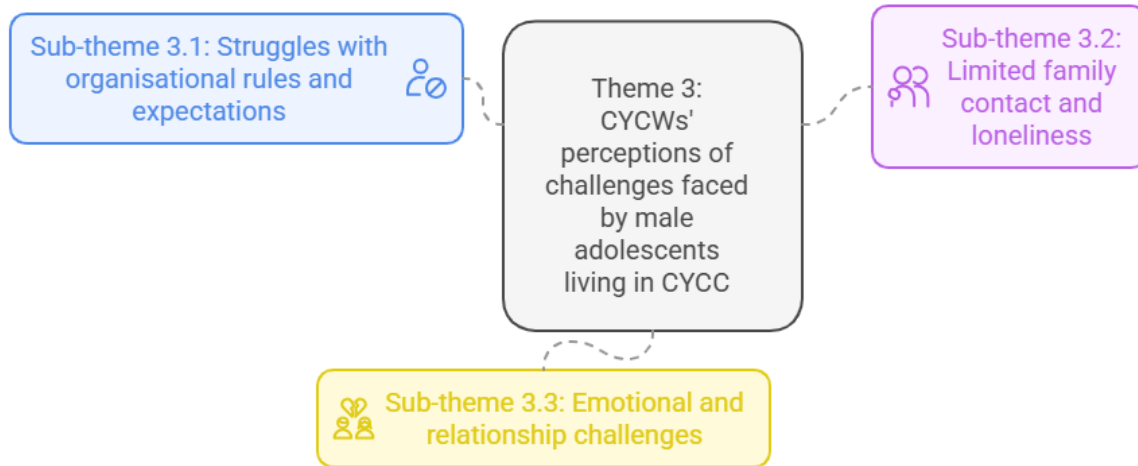 Sub-theme 3.1: Struggles with
organisational rules and
expectations
Theme 3:
CYCWs'
perceptions of
challenges faced
by male
adolescents
living in CYCC
Sub-theme 3.2:
Limited family
contact and
loneliness
Sub-theme 3.3: Emotional and
relationship challenges